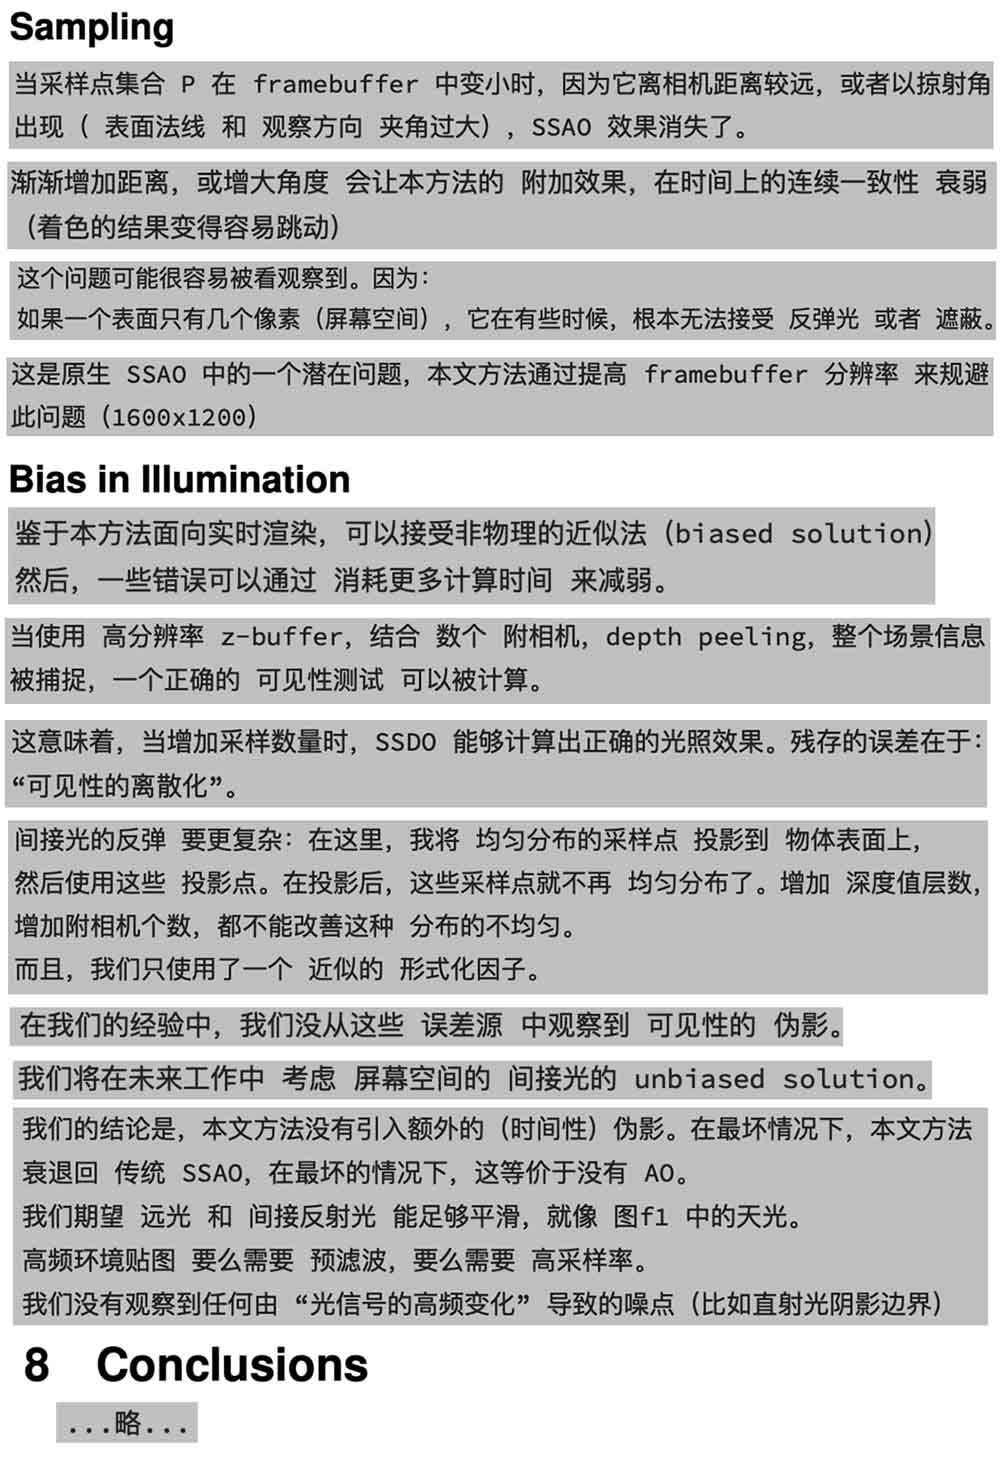 Sampling
当采样点集合 P 在 framebuffer 中变小时，因为它离相机距离较远，或者以掠射角
出现（ 表面法线 和 观察方向 夹角过大），SSAO 效果消失了。
渐渐增加距离，或增大角度 会让本方法的 附加效果，在时间上的连续一致性 衰弱
（着色的结果变得容易跳动）
这个问题可能很容易被看观察到。因为：
如果一个表面只有几个像素（屏幕空间），它在有些时候，根本无法接受 反弹光 或者 遮蔽。
这是原生 SSAO 中的一个潜在问题，本文方法通过提高 framebuffer 分辨率 来规避
此问题（1600x1200）
Bias in Illumination
鉴于本方法面向实时渲染，可以接受非物理的近似法（biased solution）
然后，一些错误可以通过 消耗更多计算时间 来减弱。
当使用 高分辨率 z-buffer，结合 数个 附相机，depth peeling，整个场景信息
被捕捉，一个正确的 可见性测试 可以被计算。
这意味着，当增加采样数量时，SSDO 能够计算出正确的光照效果。残存的误差在于：
“可见性的离散化”。
间接光的反弹 要更复杂：在这里，我将 均匀分布的采样点 投影到 物体表面上，
然后使用这些 投影点。在投影后，这些采样点就不再 均匀分布了。增加 深度值层数，
增加附相机个数，都不能改善这种 分布的不均匀。
而且，我们只使用了一个 近似的 形式化因子。
在我们的经验中，我们没从这些 误差源 中观察到 可见性的 伪影。
我们将在未来工作中 考虑 屏幕空间的 间接光的 unbiased solution。
我们的结论是，本文方法没有引入额外的（时间性）伪影。在最坏情况下，本文方法
衰退回 传统 SSAO，在最坏的情况下，这等价于没有 AO。
我们期望 远光 和 间接反射光 能足够平滑，就像 图f1 中的天光。
高频环境贴图 要么需要 预滤波，要么需要 高采样率。
我们没有观察到任何由 “光信号的高频变化” 导致的噪点（比如直射光阴影边界）
8 Conclusions
...略...